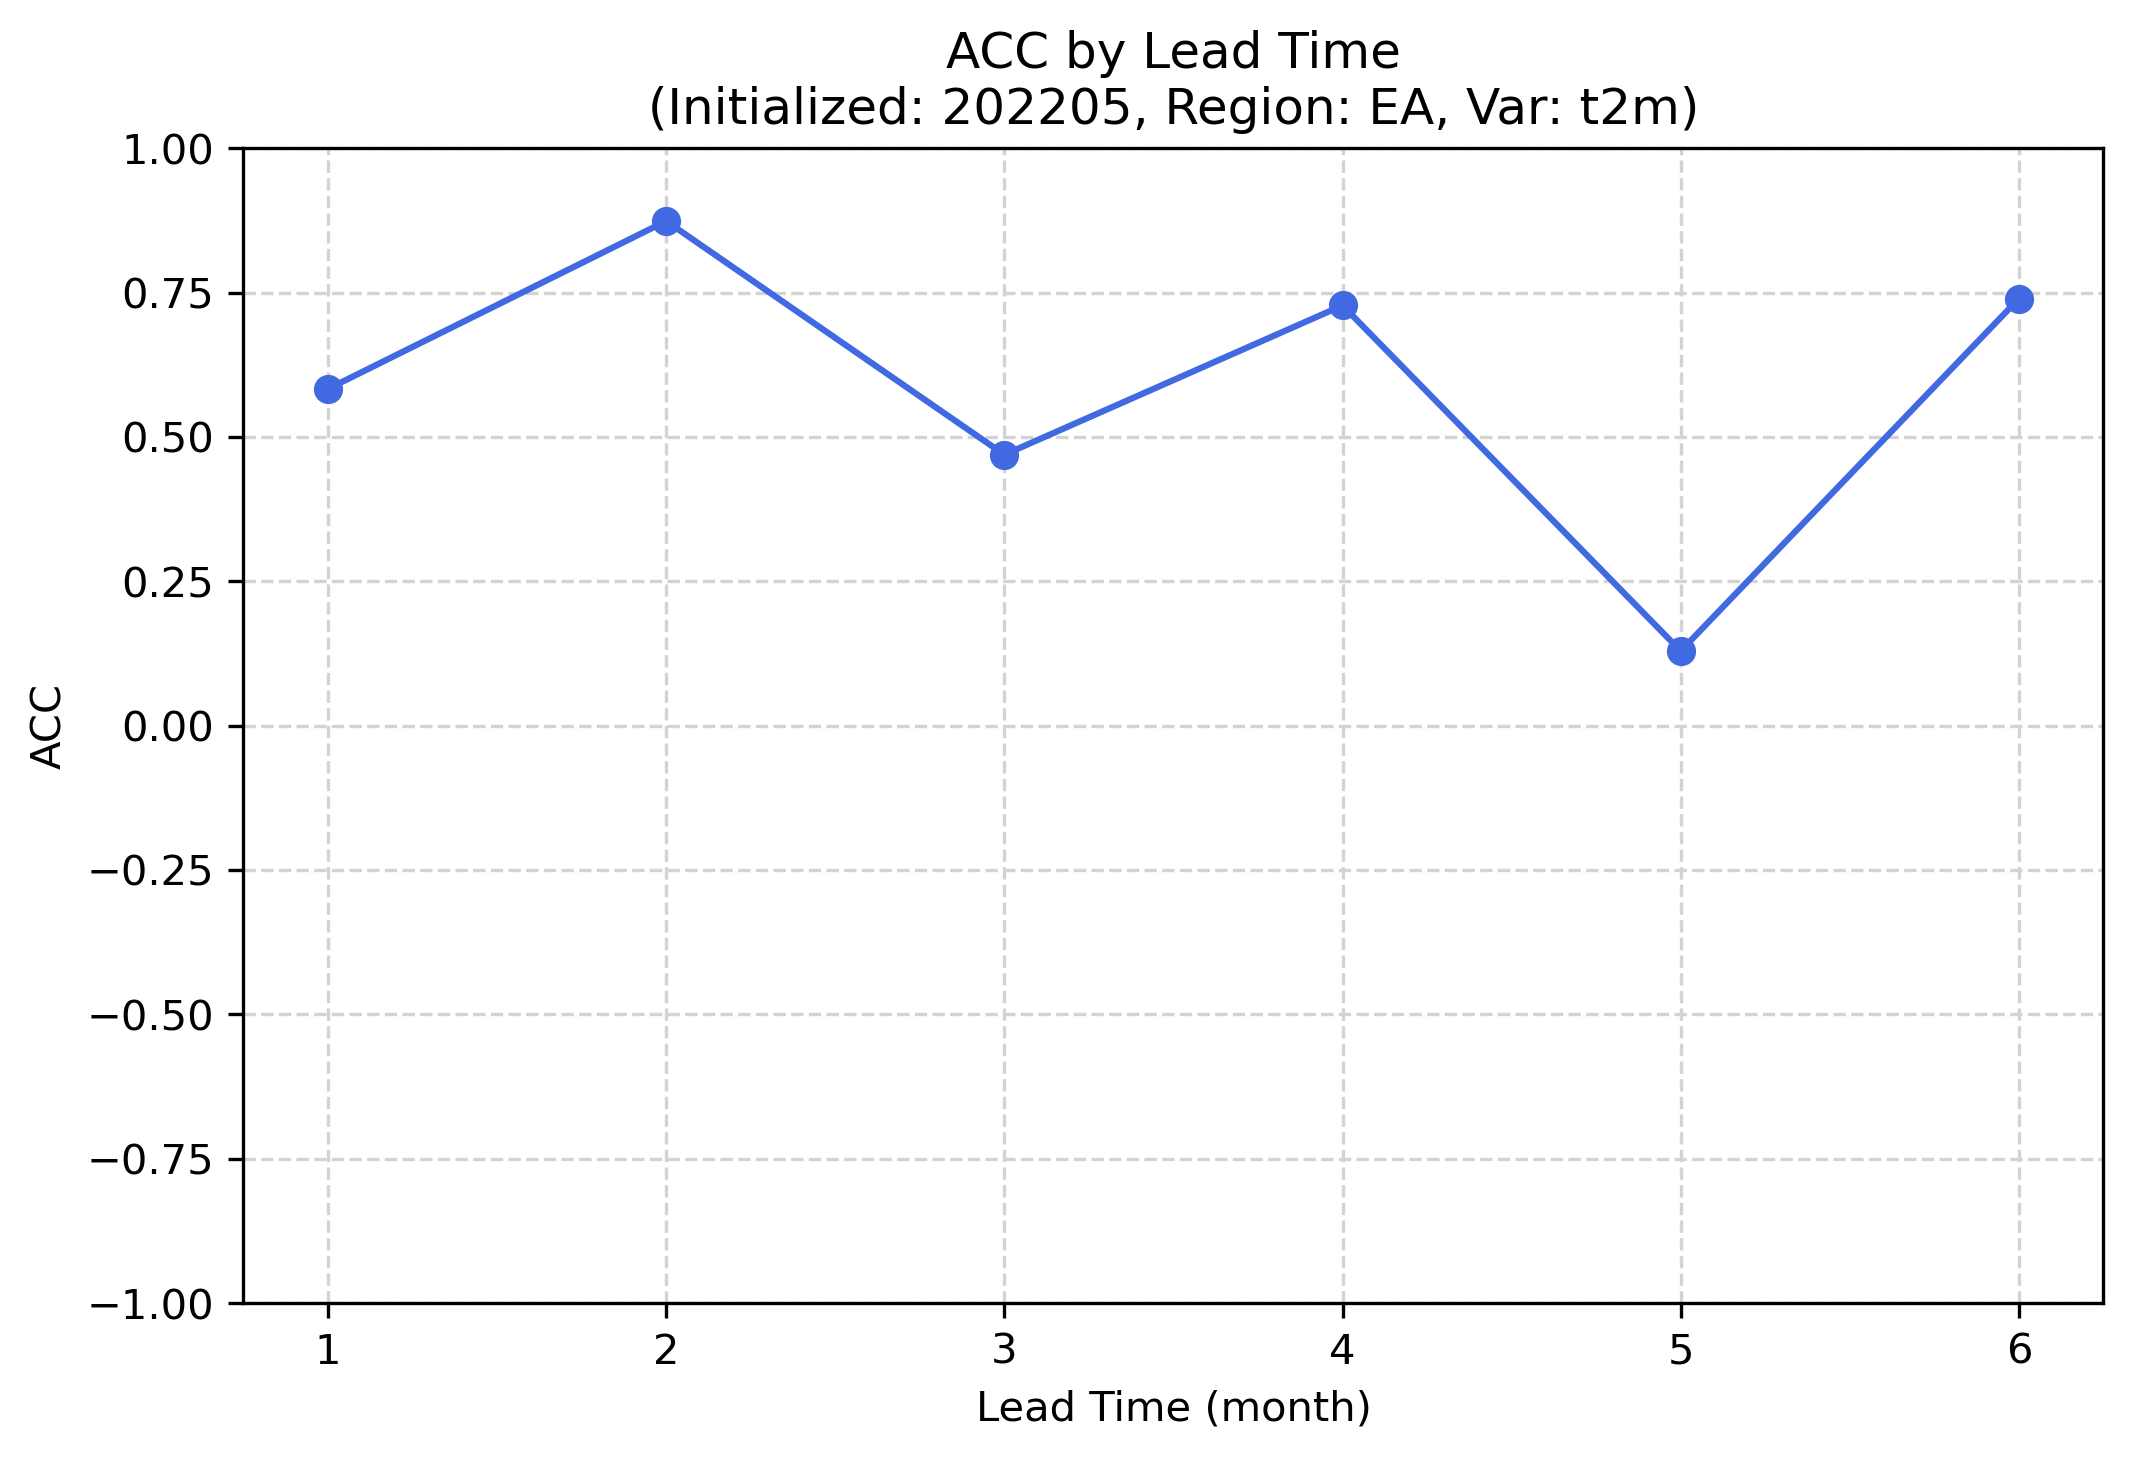 ACC by Lead Time
(Initialized: 202205, Region: EA, Var: t2m)
1.00
0.75
0.50
0.25
0.00
−0.25
−0.50
−0.75
−1.00
ACC
1 2 3 4 5 6
Lead Time (month)